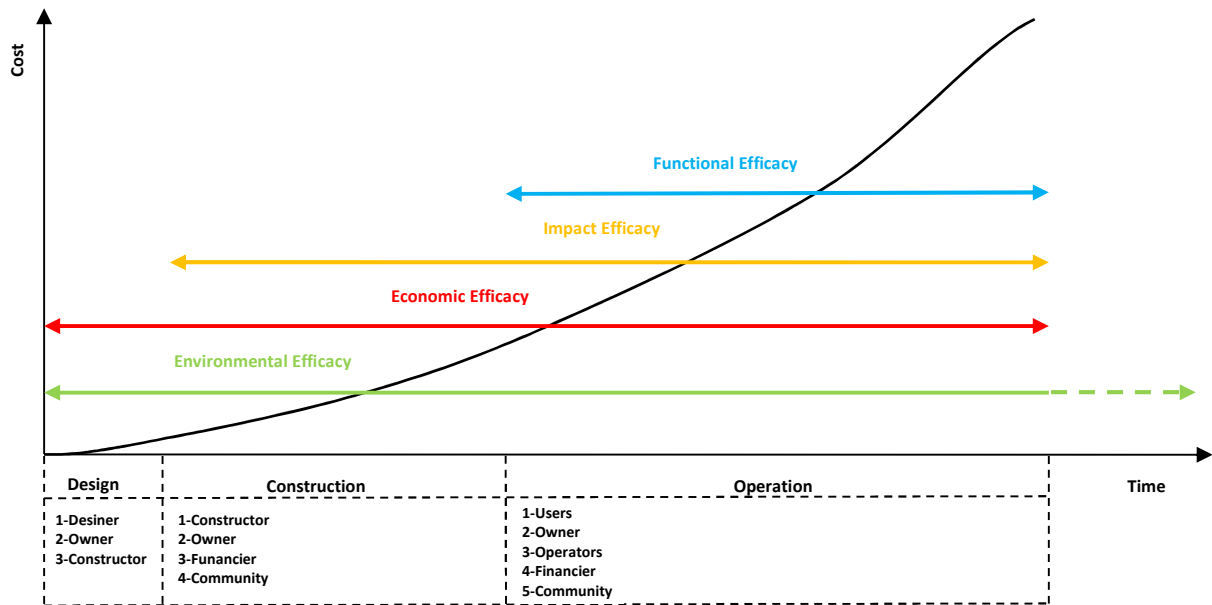 Cost
Functional Efficacy
Impact Efficacy
Economic Efficacy
Environmental Efficacy
Design
Construction
Operation
Time
1-Desiner
2-Owner
3-Constructor
1-Constructor
2-Owner
3-Funancier
4-Community
1-Users
2-Owner
3-Operators
4-Financier
5-Community